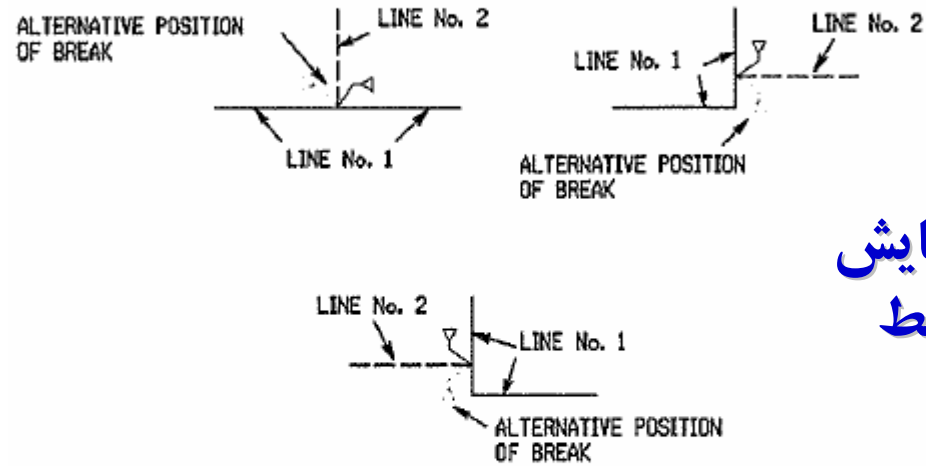 ALTERNATIVE POSITION
OF BREAK
LINE No. 2
LINE No. 1
LINE No. 1
LINE No. 2
ALTERNATIVE POSITION
OF BREAK
LINE No. 2
LINE No. 1
ALTERNATIVE POSITION
OF BREAK